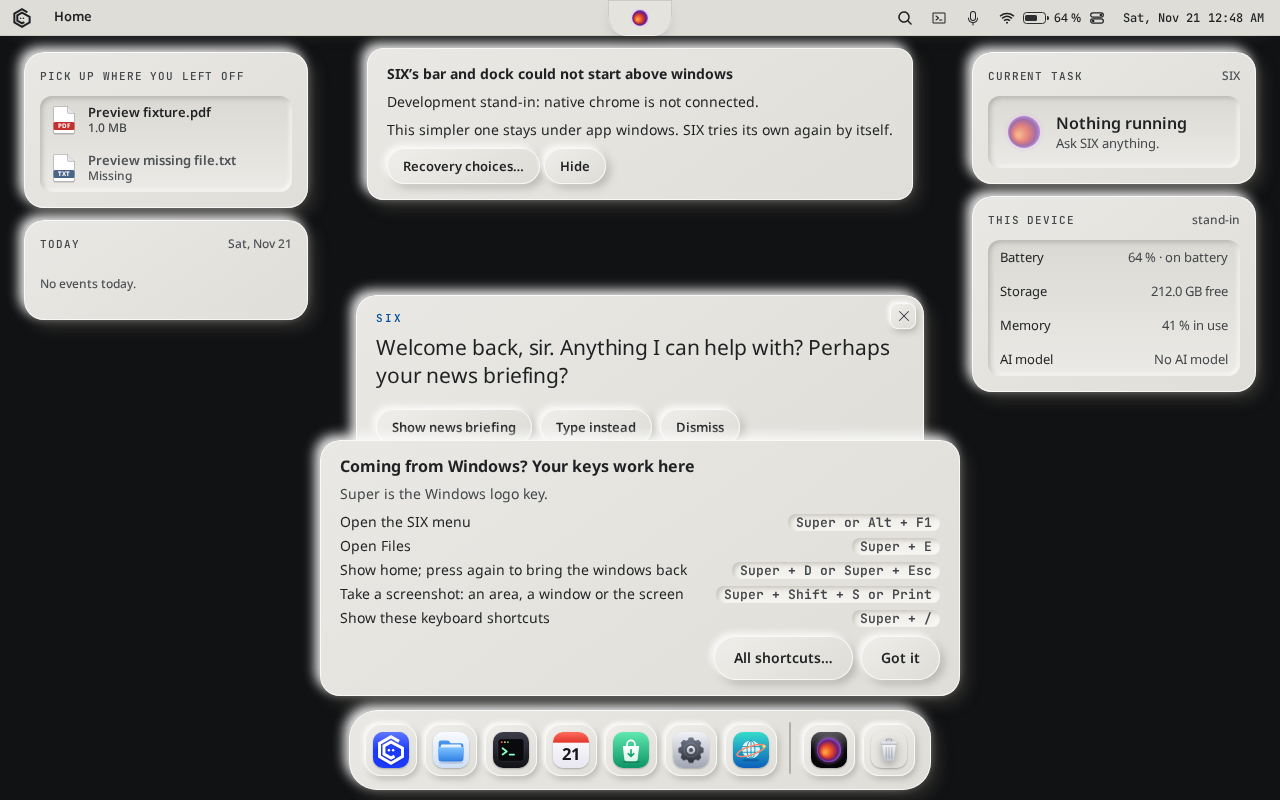 Home
64 %
Sat, Nov 21 12:48 AM
PICK UP WHERE YOU LEFT OFF
PDF
Preview fixture.pdf
1.0 MB
TXT
Preview missing file.txt
Missing
TODAY
Sat, Nov 21
No events today.
SIX’s bar and dock could not start above windows
Development stand-in: native chrome is not connected.
This simpler one stays under app windows. SIX tries its own again by itself.
Recovery choices…
Hide
CURRENT TASK
SIX
Nothing running
Ask SIX anything.
THIS DEVICE
stand-in
Battery
64 % · on battery
Storage
212.0 GB free
Memory
41 % in use
AI model
No AI model
SIX
Welcome back, sir. Anything I can help with? Perhaps
your news briefing?
Show news briefing
Type instead
Dismiss
Coming from Windows? Your keys work here
Super is the Windows logo key.
Open the SIX menu
Super or Alt + F1
Open Files
Super + E
Show home; press again to bring the windows back
Super + D or Super + Esc
Take a screenshot: an area, a window or the screen
Super + Shift + S or Print
Show these keyboard shortcuts
Super + /
All shortcuts…
Got it
21